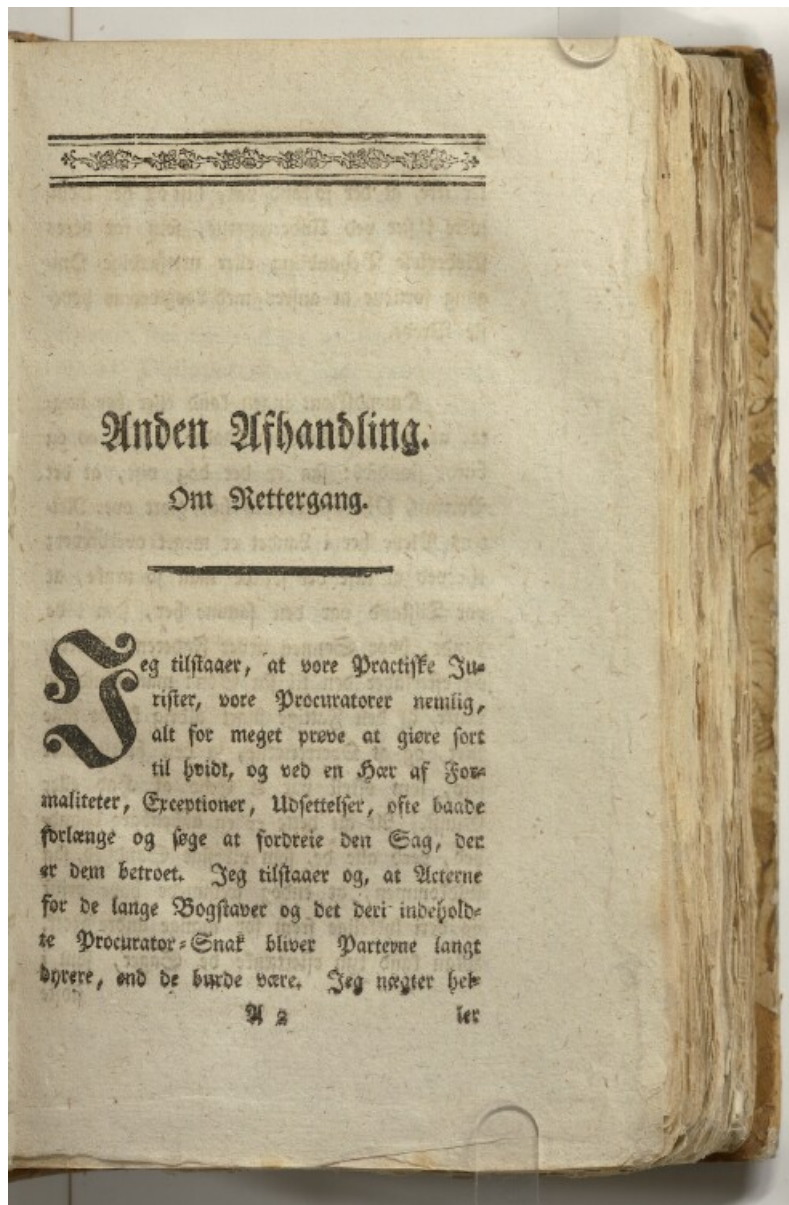 Anden Afhandling.
Om Rettergang.
Jeg tilstaaer, at vore Practiske Ju-
rister, vore Procuratorer nemlig,
alt for meget prøve at giøre sort
til hvidt, og ved en Hær af For-
maliteter, Exceptioner, Udsettelser, ofte baade
forlænge og søge at fordreie den Sag, der
er dem betroet. Jeg tilstaaer og, at Acterne
for de lange Bogstaver og det deri indehold-
te Procurator-Snak bliver Parterne langt
dyrere, end de burde være. Jeg nægter hel-
A 2 ler